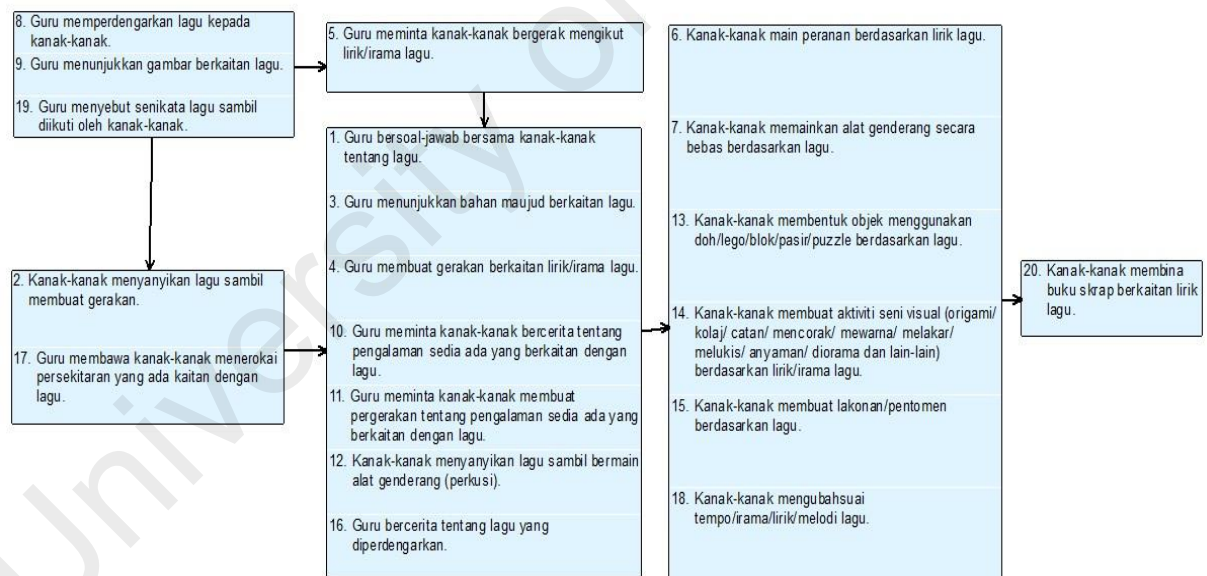 8. Guru memperdengarkan lagu kepada
kanak-kanak.
9. Guru menunjukkan gambar berkaitan lagu.
19. Guru menyebut senikata lagu sambil
diikuti oleh kanak-kanak.
2. Kanak-kanak menyanyikan lagu sambil
membuat gerakan.
17. Guru membawa kanak-kanak menerokai
persekitaran yang ada kaitan dengan
lagu.
5. Guru meminta kanak-kanak bergerak mengikut
lirik/irama lagu.
1. Guru bersoal-jawab bersama kanak-kanak
tentang lagu.
3. Guru menunjukkan bahan maujud berkaitan lagu.
4. Guru membuat gerakan berkaitan lirik/irama lagu.
10. Guru meminta kanak-kanak bercerita tentang
pengalaman sedia ada yang berkaitan dengan
lagu.
11. Guru meminta kanak-kanak membuat
pergerakan tentang pengalaman sedia ada yang
berkaitan dengan lagu.
12. Kanak-kanak menyanyikan lagu sambil bermain
alat genderang (perkusi).
16. Guru bercerita tentang lagu yang
diperdengarkan.
6. Kanak-kanak main peranan berdasarkan lirik lagu.
7. Kanak-kanak memainkan alat genderang secara
bebas berdasarkan lagu.
13. Kanak-kanak membentuk objek menggunakan
doh/lego/blok/pasir/puzzle berdasarkan lagu.
14. Kanak-kanak membuat aktiviti seni visual (origami/
kolaj/ catan/ mencorak/ mewarna/ melakar/
melukis/ anyaman/ diorama dan lain-lain)
berdasarkan lirik/irama lagu.
15. Kanak-kanak membuat lakonan/pentomen
berdasarkan lagu.
18. Kanak-kanak mengubahsuai
tempo/irama/lirik/melodi lagu.
20. Kanak-kanak membina
buku skrap berkaitan lirik
lagu.
University of